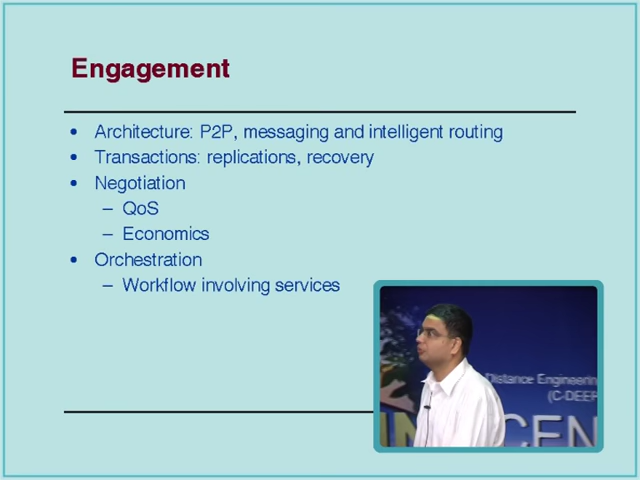 Engagement
• Architecture: P2P, messaging and intelligent routing
• Transactions: replications, recovery
• Negotiation
– QoS
– Economics
• Orchestration
– Workflow involving services
Distance Engineering
(C-DEEP
CEN